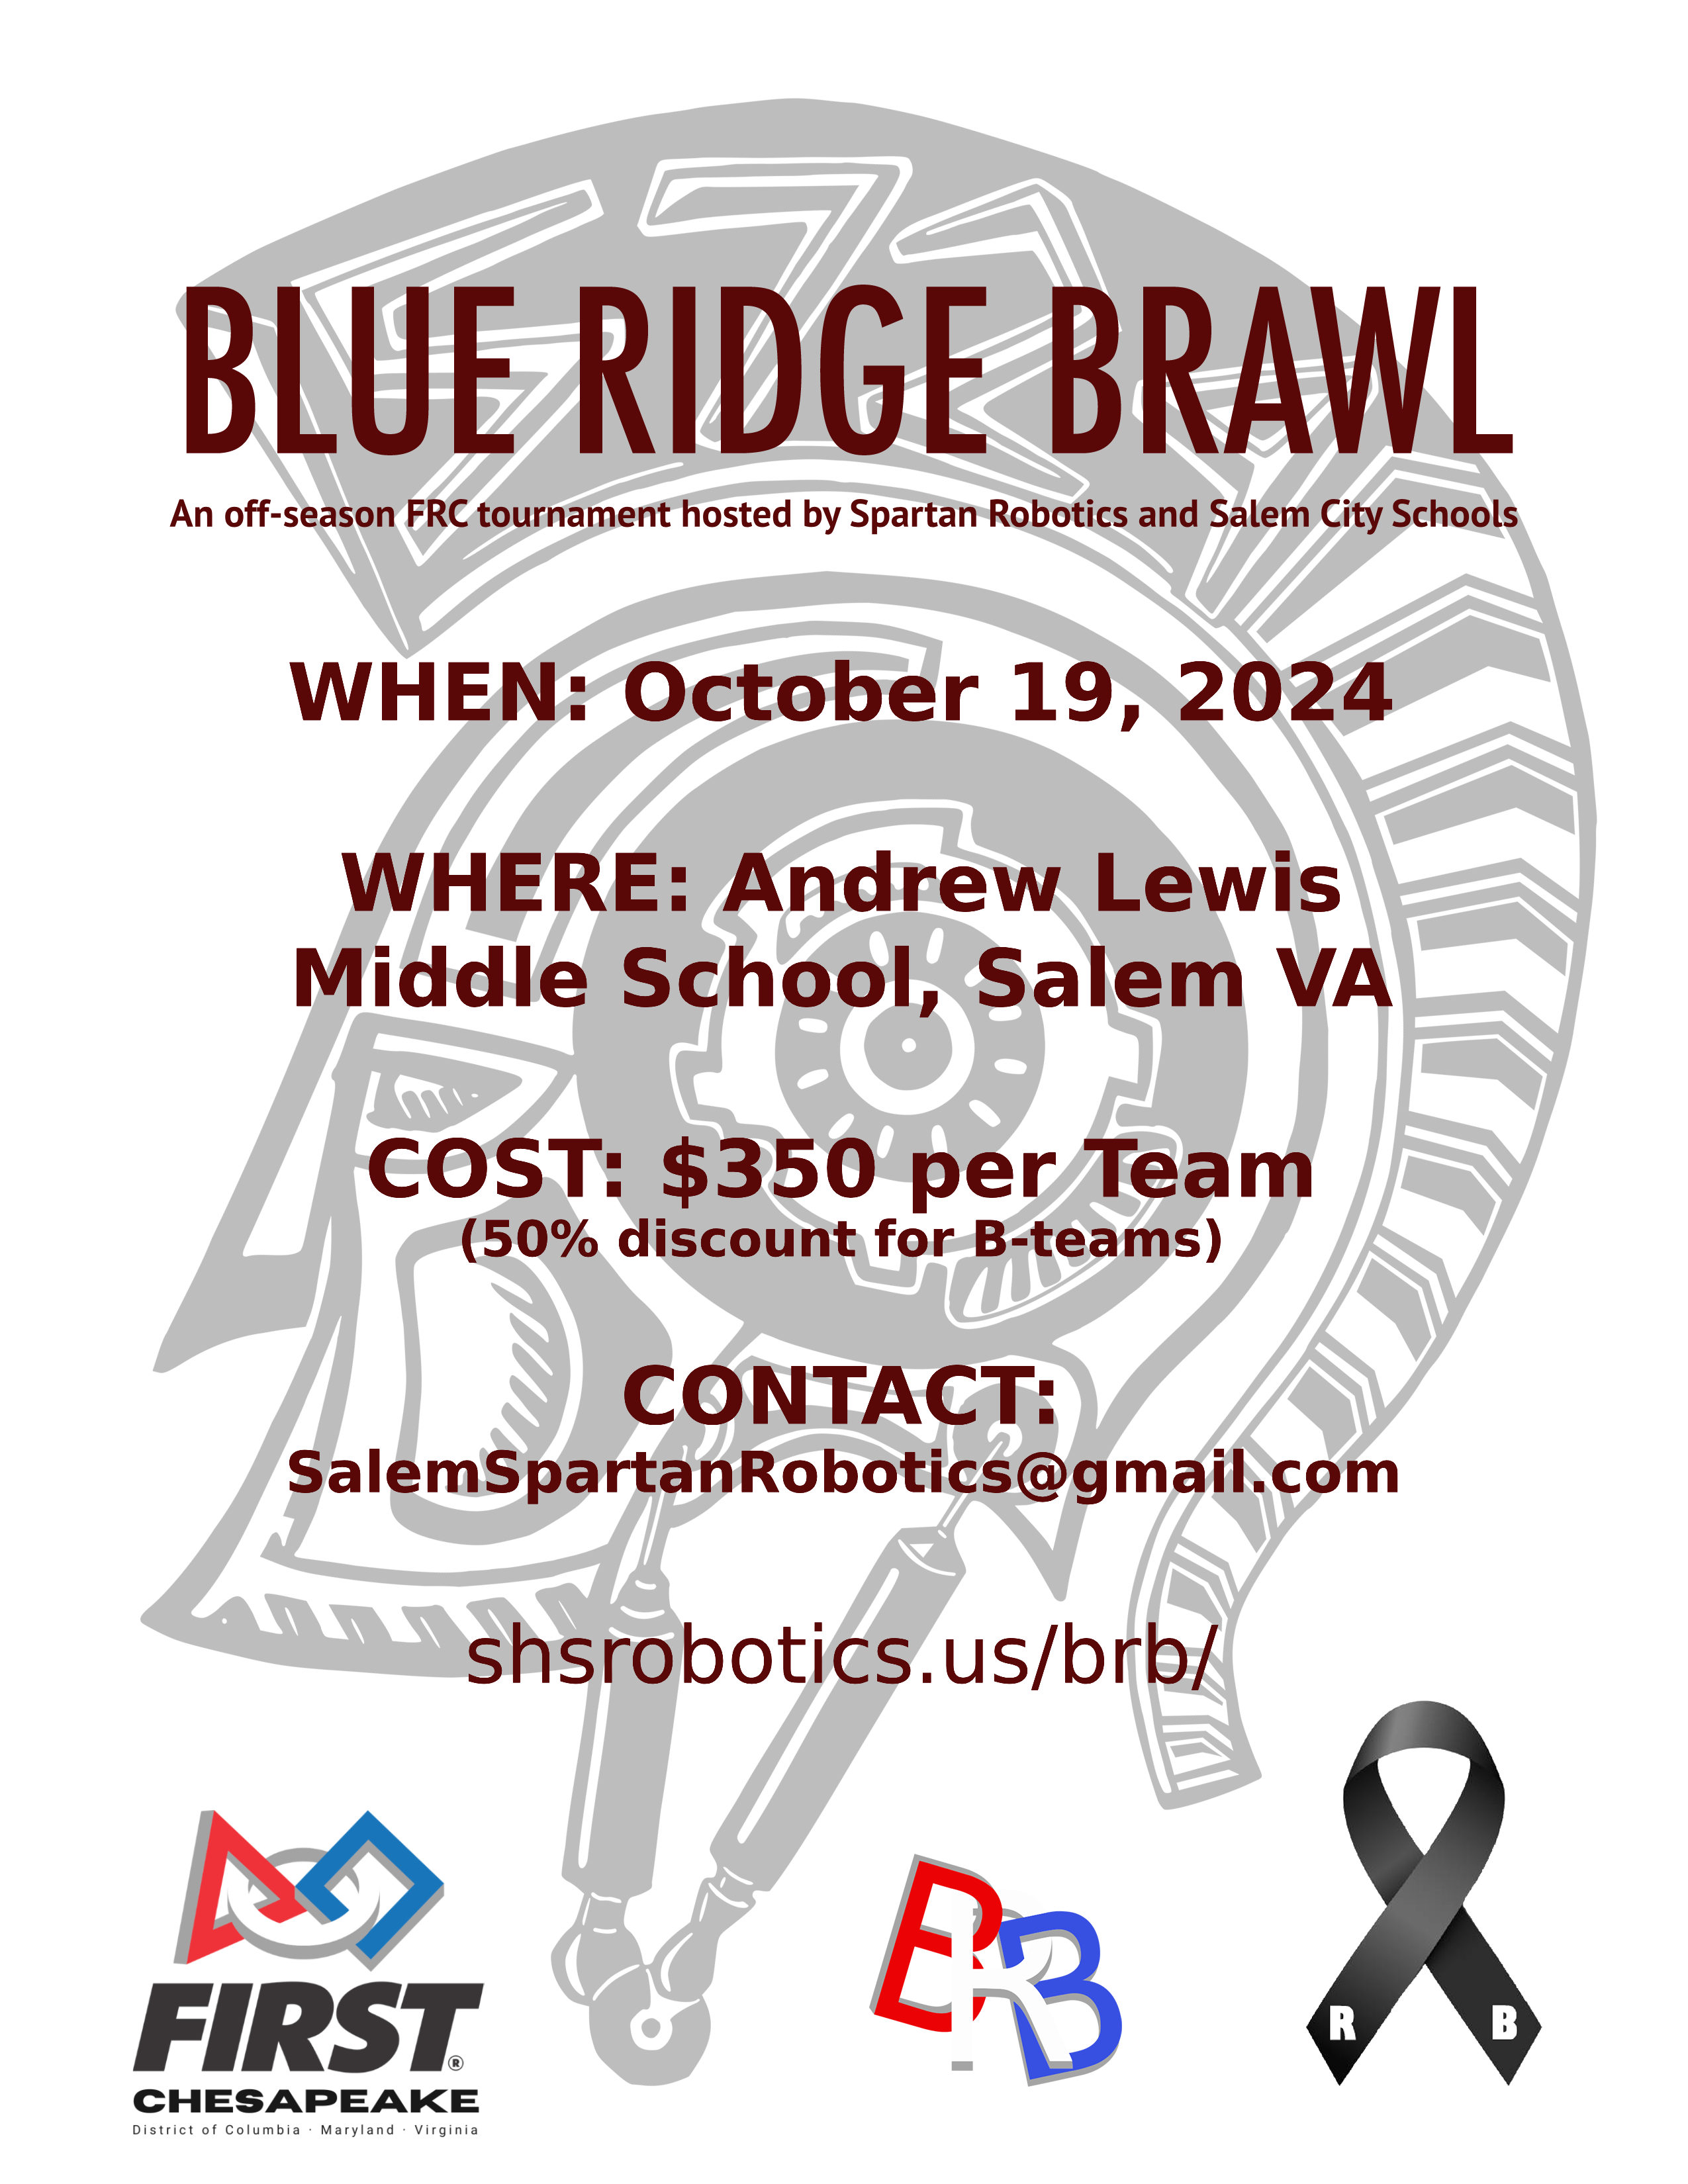 BLUE RIDGE BRAWL
An off-season FRC tournament hosted by Spartan Robotics and Salem City Schools
WHEN: October 19, 2024
WHERE: Andrew Lewis
Middle School, Salem VA
COST: $350 per Team
(50% discount for B-teams)
CONTACT:
SalemSpartanRobotics@gmail.com
shsrobotics.us/brb/
FIRST®
CHESAPEAKE
District of Columbia · Maryland · Virginia
BRB
R B